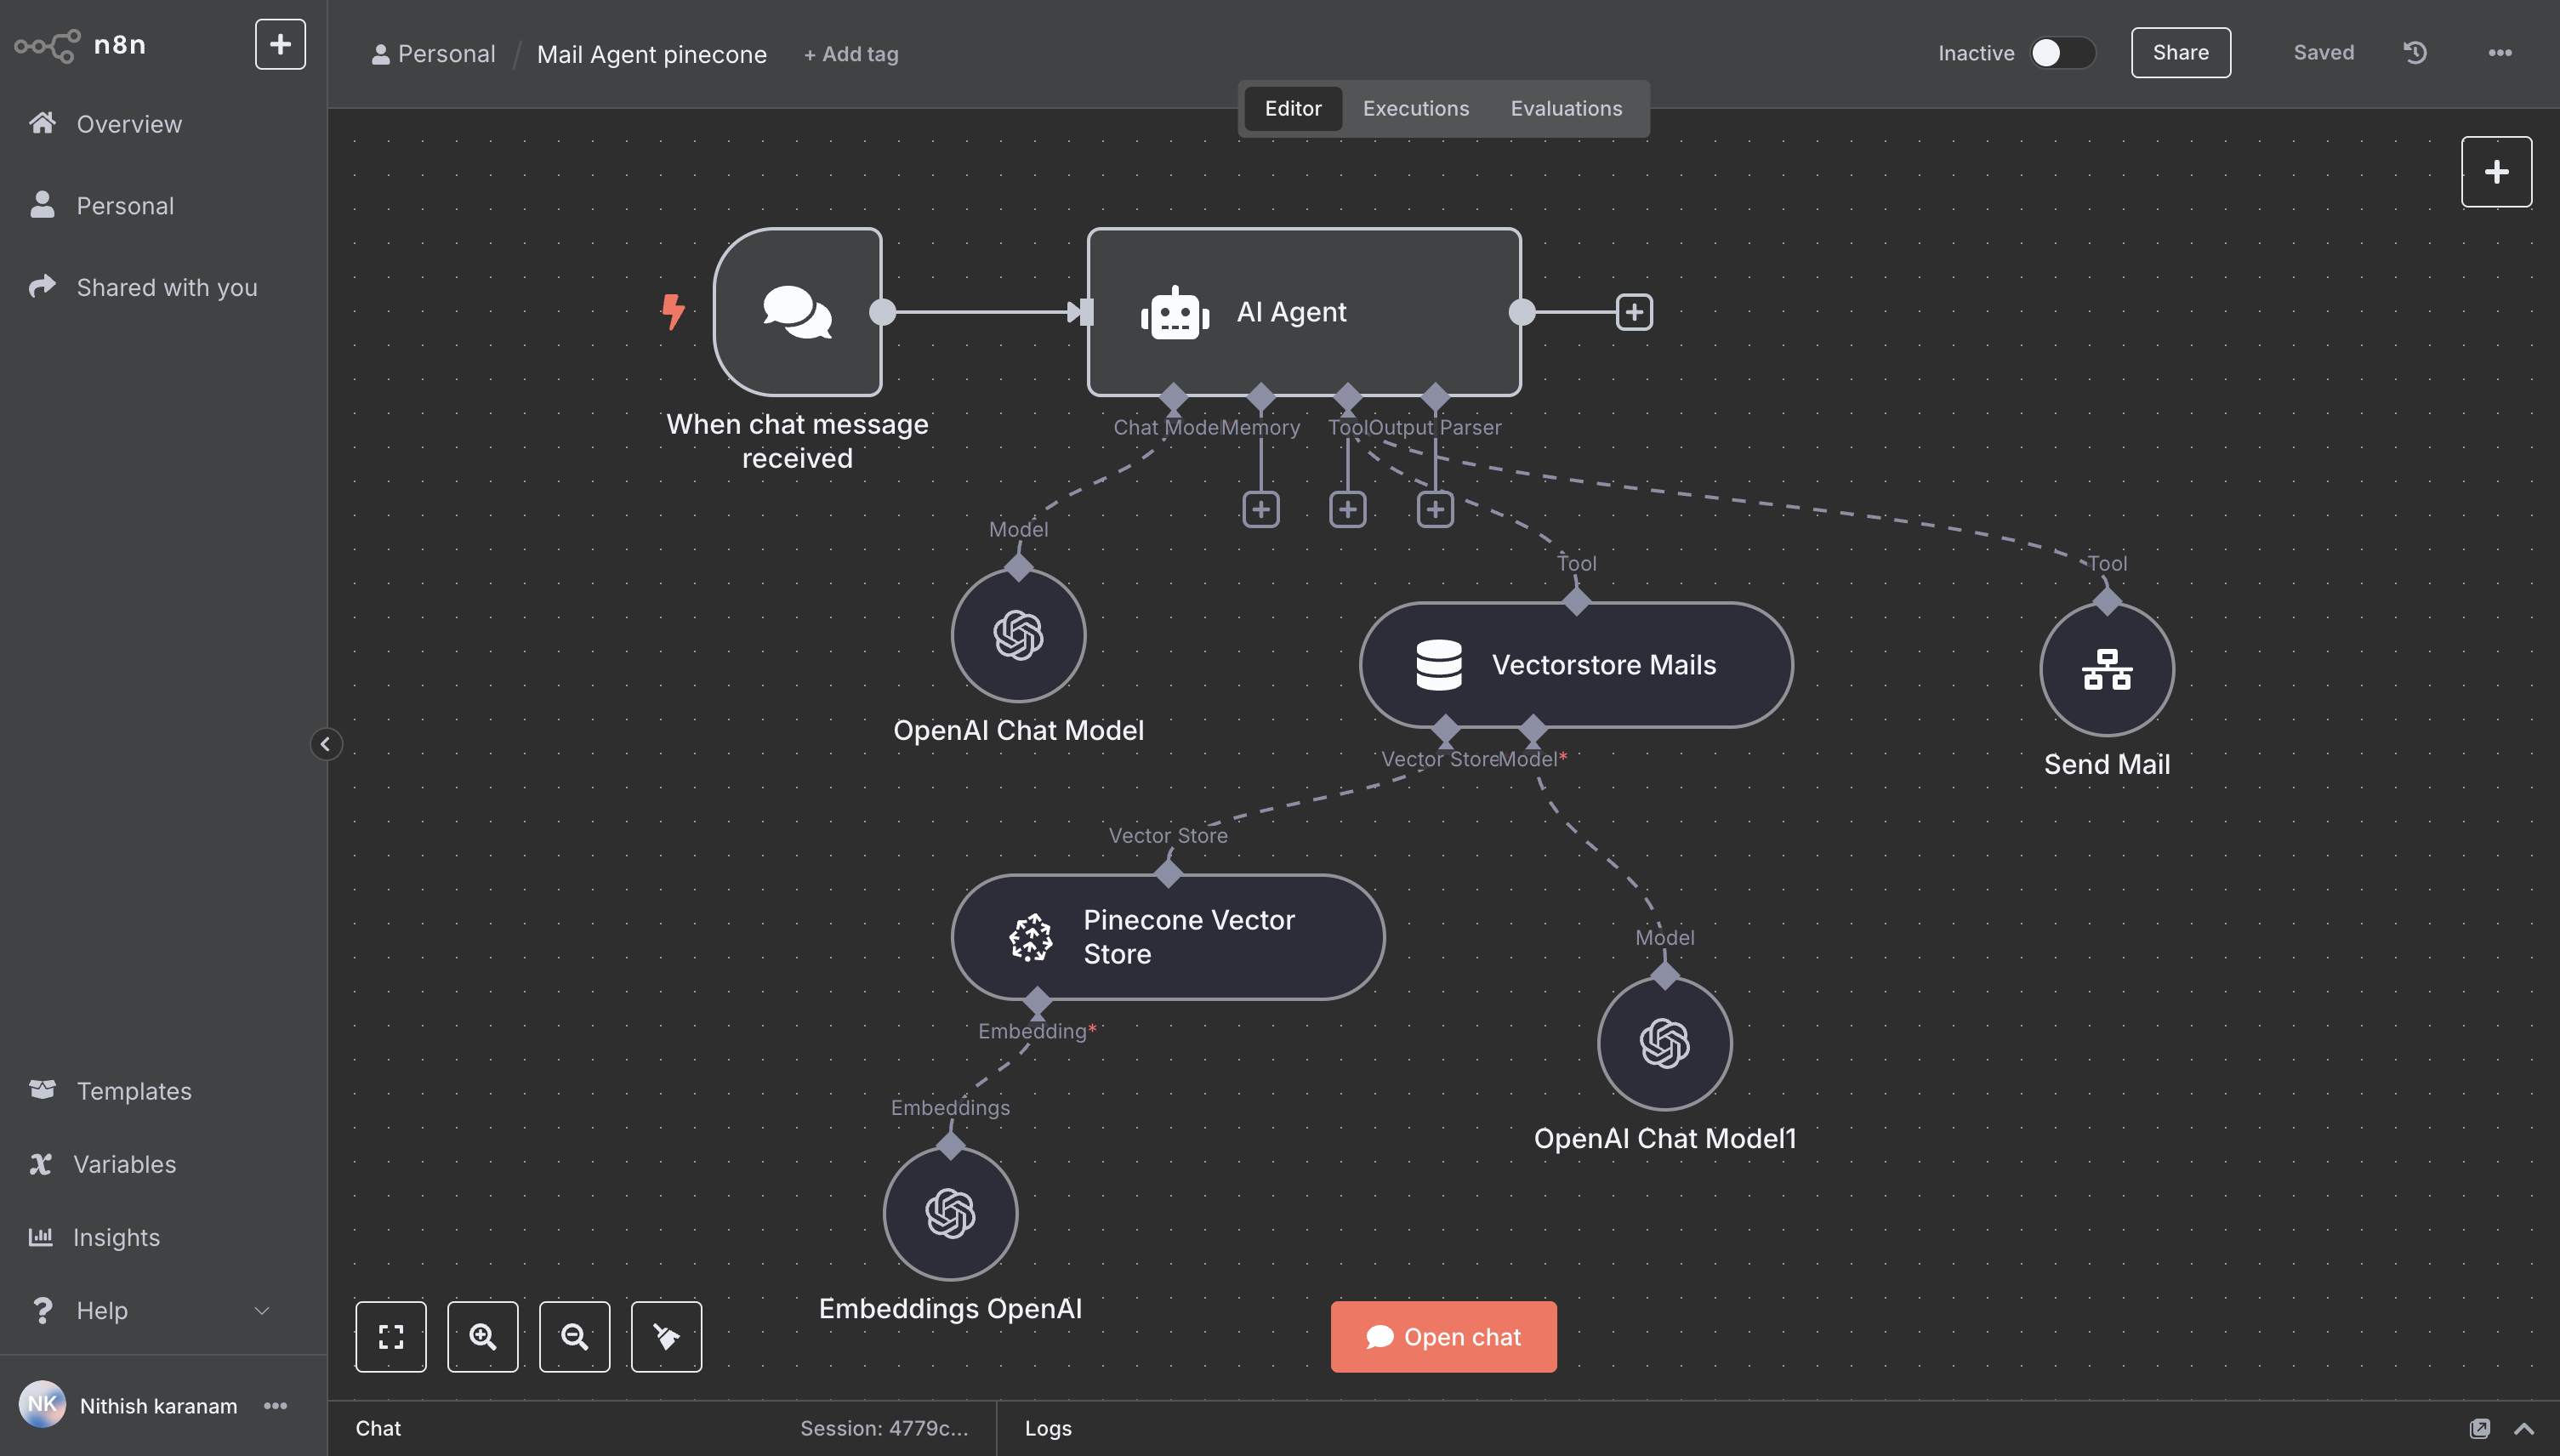 n8n
Overview
Personal
Shared with you
Templates
Variables
Insights
Help
NK
Nithish karanam
Personal / Mail Agent pinecone + Add tag
Inactive
Share
Saved
Editor
Executions
Evaluations
When chat message
received
AI Agent
Chat Model
Memory
Tool
Output Parser
Model
OpenAI Chat Model
Tool
Vectorstore Mails
Tool
Send Mail
Vector Store
Model*
Vector Store
Pinecone Vector
Store
Embedding*
Model
OpenAI Chat Model1
Embeddings
Embeddings OpenAI
Open chat
Chat
Session: 4779c...
Logs